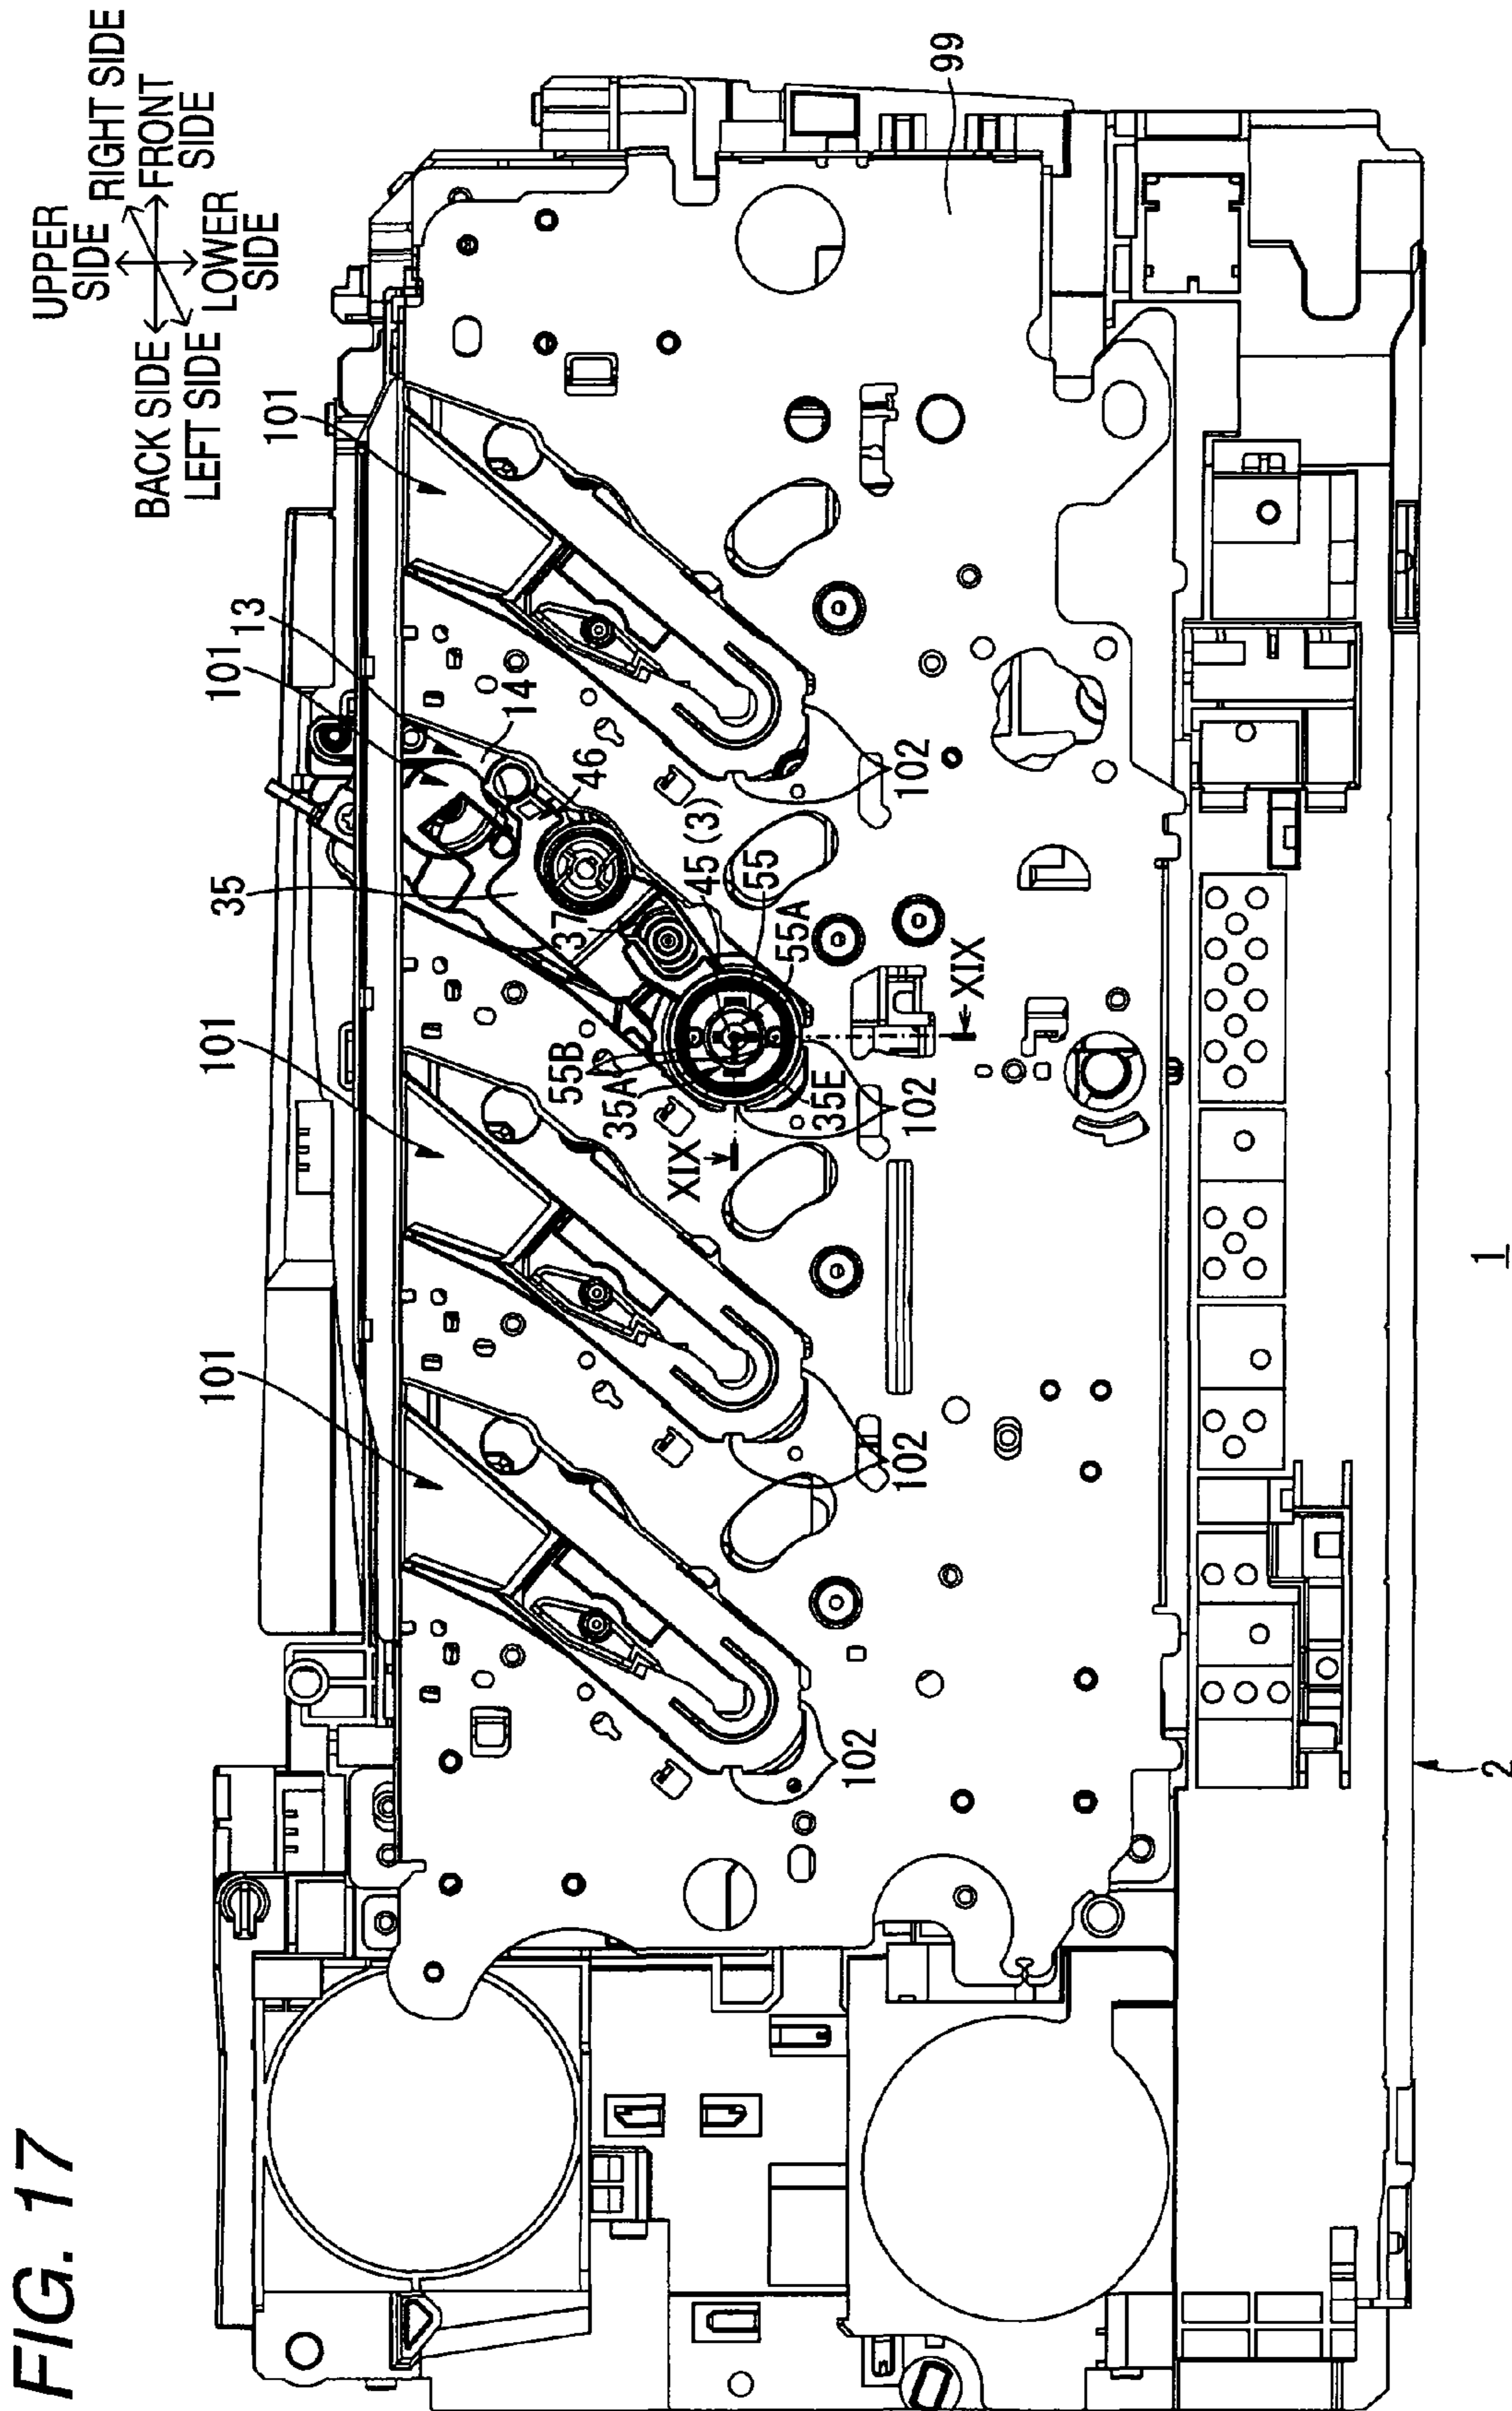 FIG. 17
UPPER
SIDE
RIGHT SIDE
FRONT
SIDE
BACK SIDE
LEFT SIDE
LOWER
SIDE
101
101
35
101
13
101
14
46
37
45 (3)
55
55A
55B
35A
35E
XIX
XIX
102
102
102
102
99
2
1